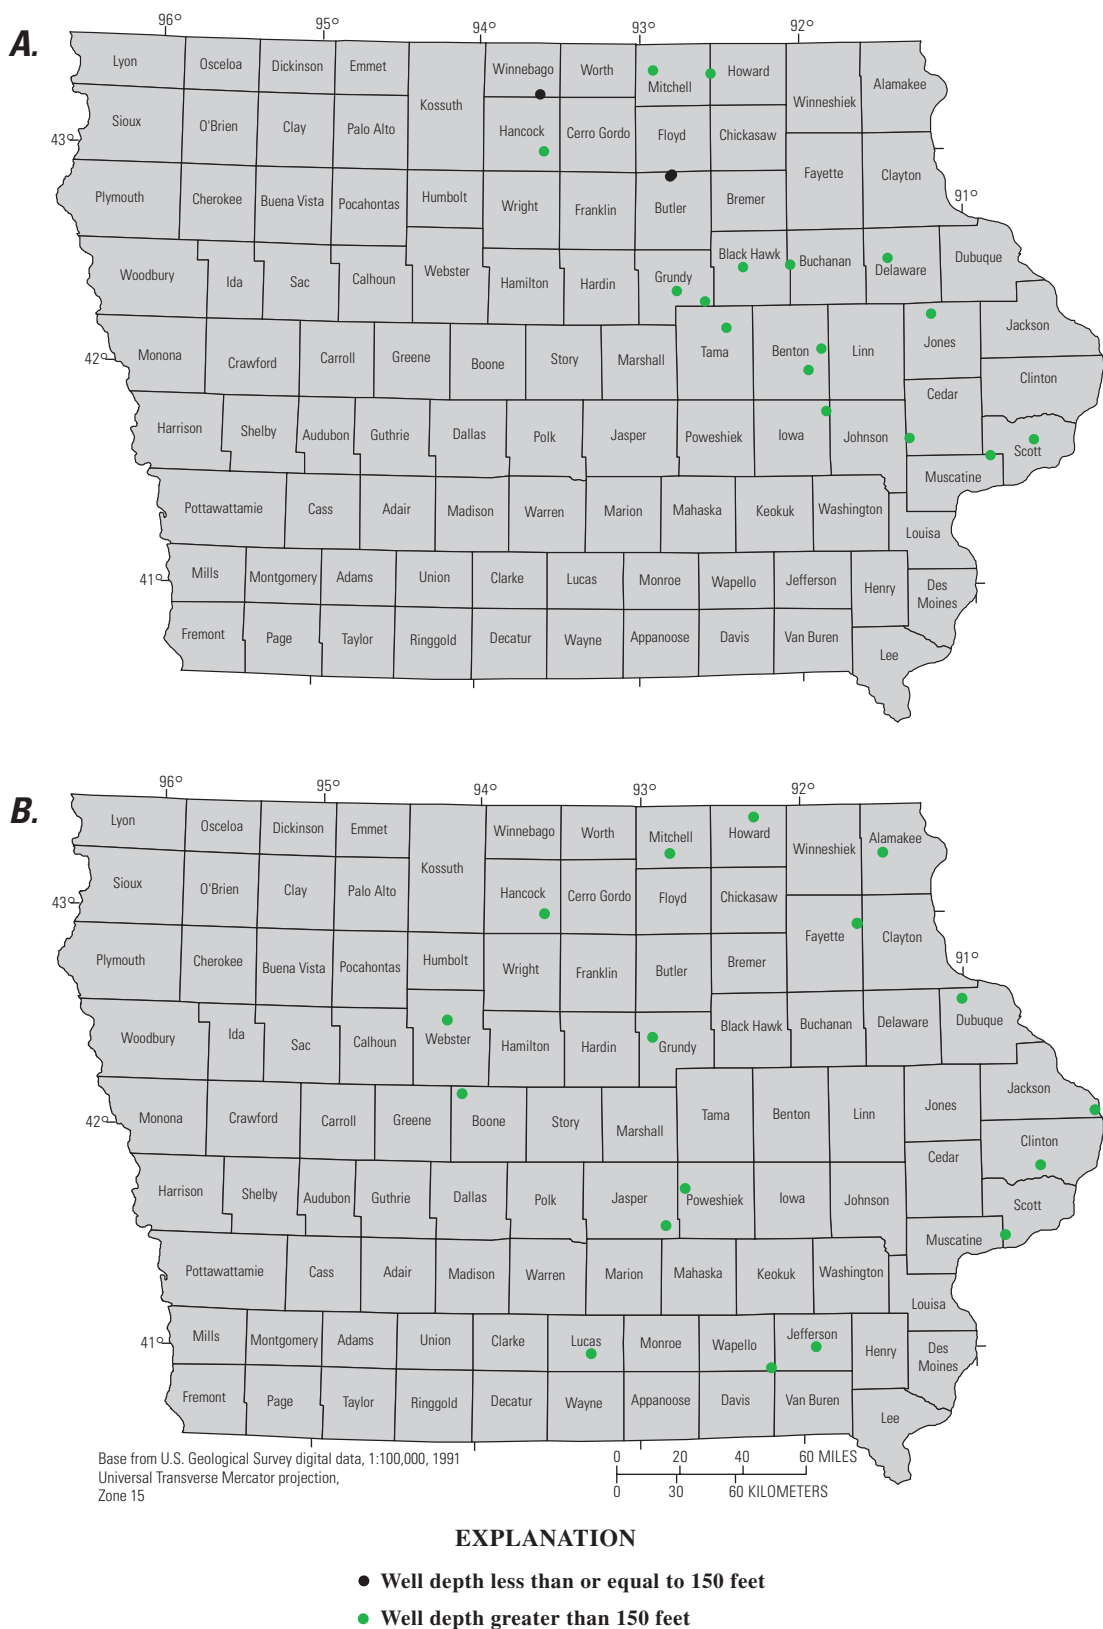 A.
96° 95° 94° 93° 92°
Lyon Osceloa Dickinson Emmet Winnebago Worth Mitchell Howard Alamakee
Kossuth Winneshiek
Sioux O'Brien Clay Palo Alto Hancock Cerro Gordo Floyd Chickasaw
43°
Fayette Clayton
91°
Plymouth Cherokee Buena Vista Pocahontas Humbolt Wright Franklin Butler Bremer
Woodbury Ida Sac Calhoun Webster Hamilton Hardin Grundy Black Hawk Buchanan Delaware Dubuque
42°
Monona Crawford Carroll Greene Boone Story Marshall Tama Benton Linn Jones Jackson
Clinton
Cedar
Harrison Shelby Audubon Guthrie Dallas Polk Jasper Poweshiek Iowa Johnson Scott
Muscatine
Pottawattamie Cass Adair Madison Warren Marion Mahaska Keokuk Washington
Louisa
41°
Mills Montgomery Adams Union Clarke Lucas Monroe Wapello Jefferson Henry Des
Moines
Fremont Page Taylor Ringgold Decatur Wayne Appanoose Davis Van Buren
Lee
B.
96° 95° 94° 93° 92°
Lyon Osceloa Dickinson Emmet Winnebago Worth Mitchell Howard Alamakee
Kossuth Winneshiek
Sioux O'Brien Clay Palo Alto Hancock Cerro Gordo Floyd Chickasaw
43°
Fayette Clayton
91°
Plymouth Cherokee Buena Vista Pocahontas Humbolt Wright Franklin Butler Bremer
Woodbury Ida Sac Calhoun Webster Hamilton Hardin Grundy Black Hawk Buchanan Delaware Dubuque
42°
Monona Crawford Carroll Greene Boone Story Marshall Tama Benton Linn Jones Jackson
Clinton
Cedar
Harrison Shelby Audubon Guthrie Dallas Polk Jasper Poweshiek Iowa Johnson Scott
Muscatine
Pottawattamie Cass Adair Madison Warren Marion Mahaska Keokuk Washington
Louisa
41°
Mills Montgomery Adams Union Clarke Lucas Monroe Wapello Jefferson Henry Des
Moines
Fremont Page Taylor Ringgold Decatur Wayne Appanoose Davis Van Buren
Lee
Base from U.S. Geological Survey digital data, 1:100,000, 1991
Universal Transverse Mercator projection,
Zone 15
0 20 40 60 MILES
0 30 60 KILOMETERS
EXPLANATION
Well depth less than or equal to 150 feet
Well depth greater than 150 feet